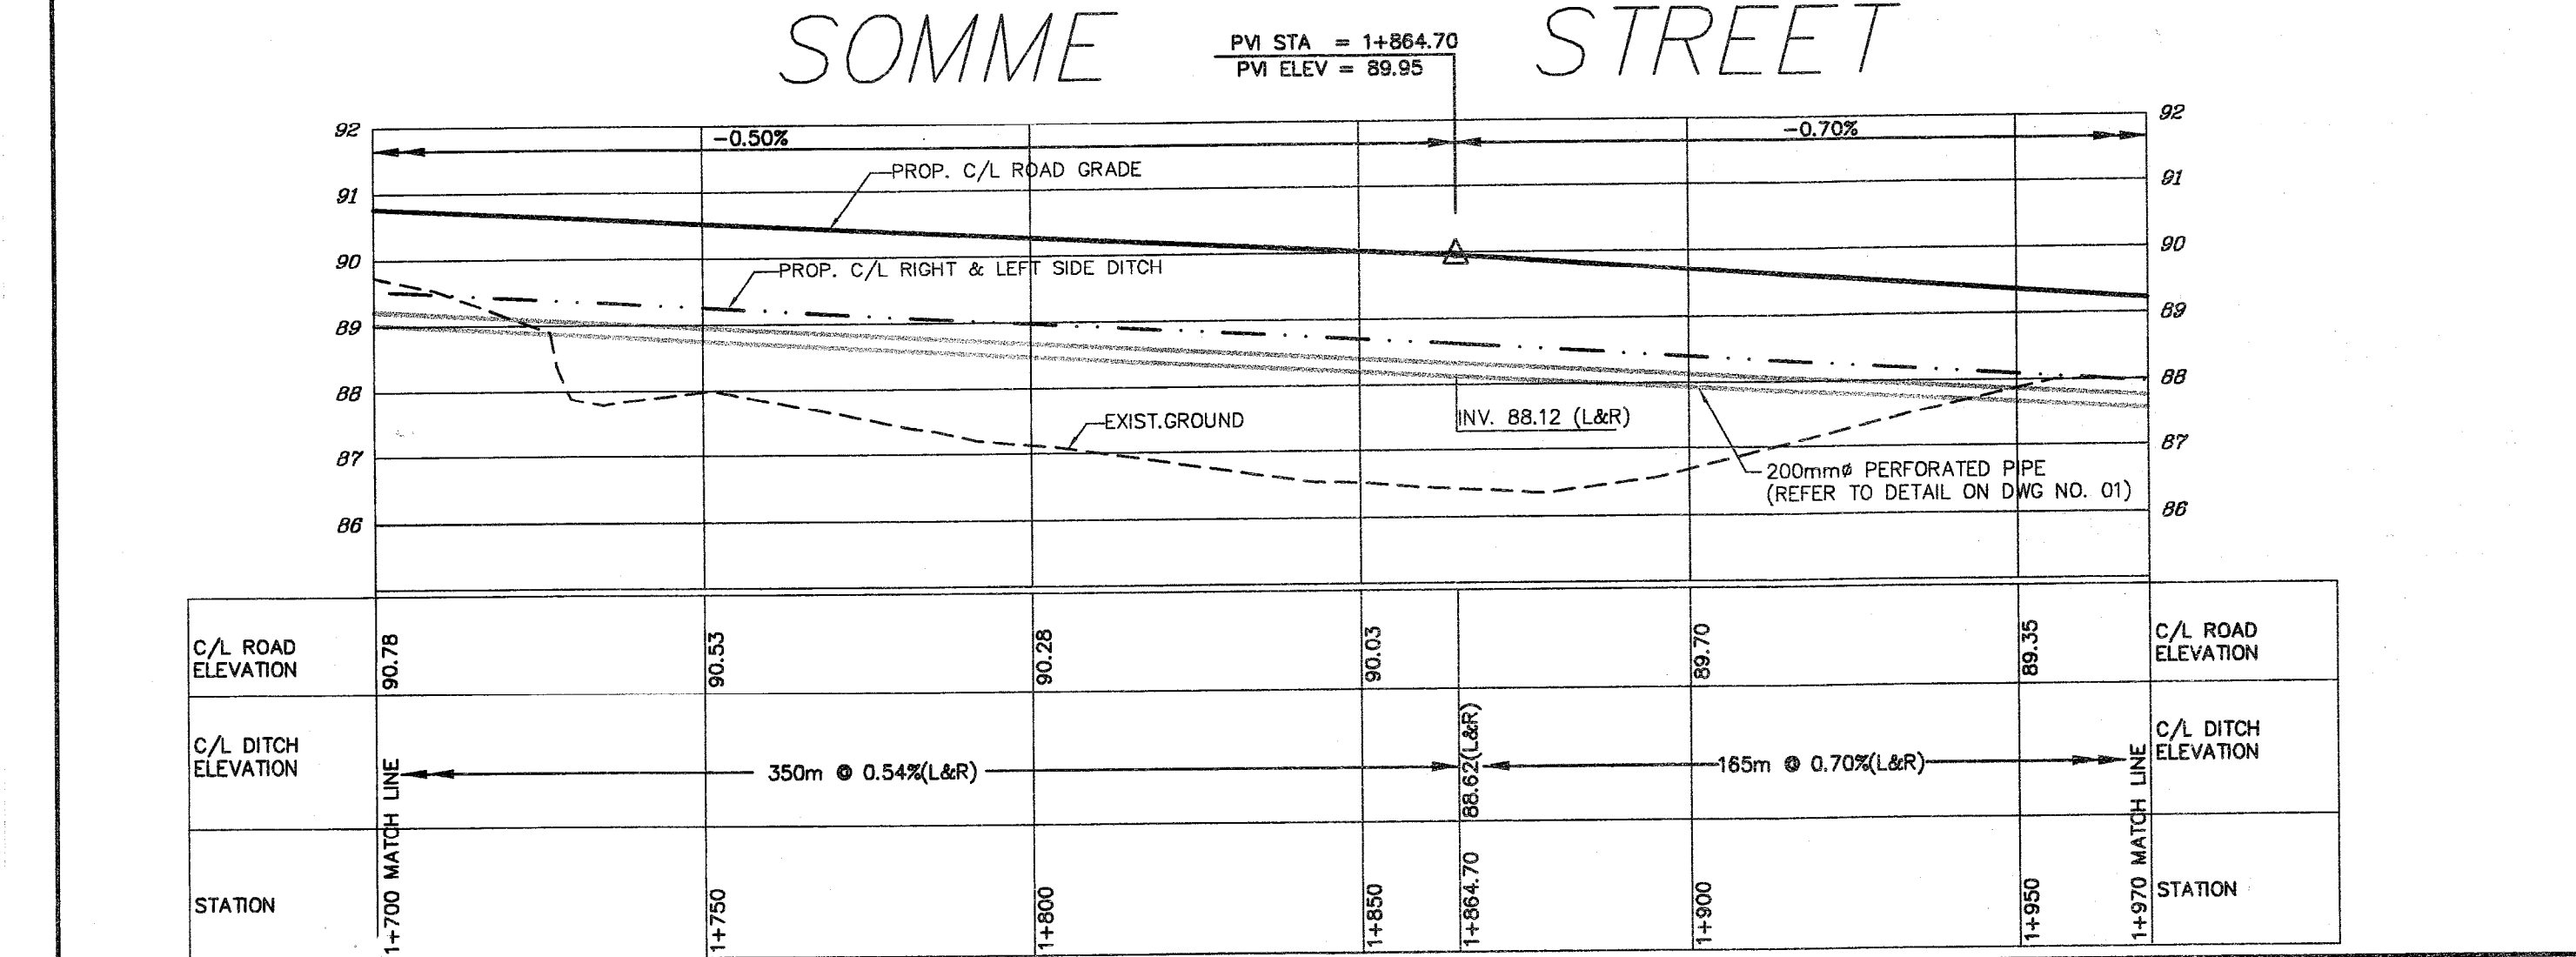 SOMME STREET
PVI STA = 1+864.70
PVI ELEV = 89.95
92 92
-0.50% -0.70%
PROP. C/L ROAD GRADE
91 91
90 90
PROP. C/L RIGHT & LEFT SIDE DITCH
89 89
88 88
EXIST.GROUND
INV. 88.12 (L&R)
87 87
200mmø PERFORATED PIPE
(REFER TO DETAIL ON DWG NO. 01)
86 86
C/L ROAD
ELEVATION
90.78
90.53
90.28
90.03
89.70
89.35
C/L ROAD
ELEVATION
C/L DITCH
ELEVATION
350m @ 0.54%(L&R)
88.62(L&R)
165m @ 0.70%(L&R)
C/L DITCH
ELEVATION
STATION
1+700 MATCH LINE
1+750
1+800
1+850
1+864.70
1+900
1+950
1+970 MATCH LINE
STATION